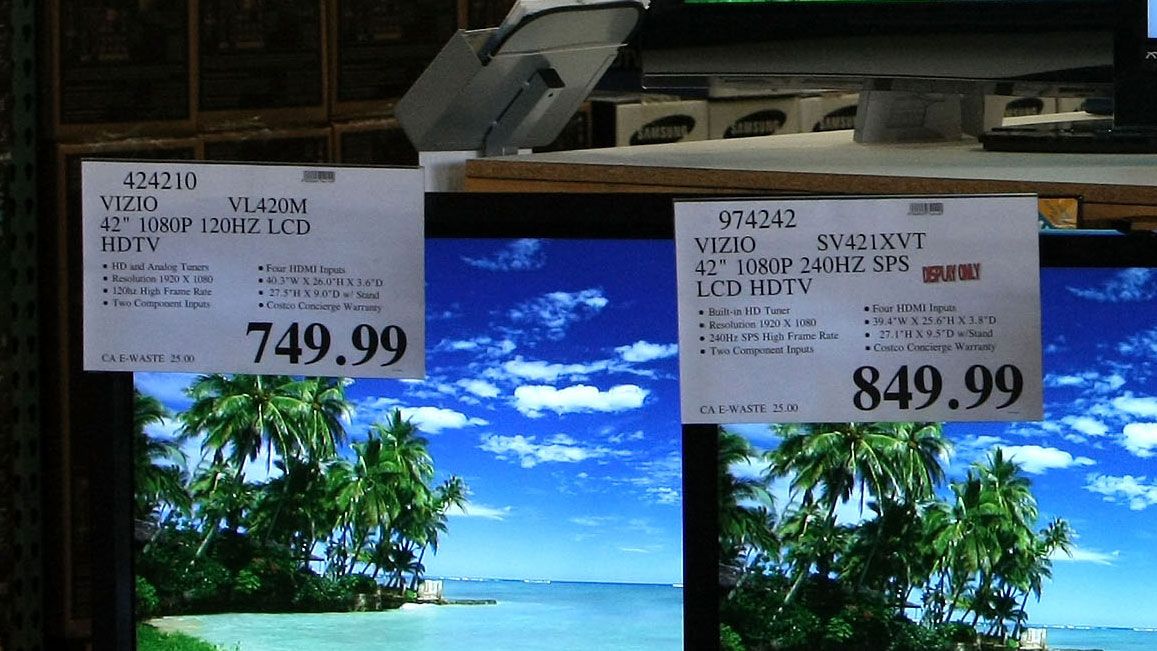 424210
VIZIO VL420M
42" 1080P 120HZ LCD
HDTV
• HD and Analog Tuners
• Resolution 1920 X 1080
• 120hz High Frame Rate
• Two Component Inputs
• Four HDMI Inputs
• 40.3"W X 26.0"H X 3.6"D
• 27.5"H X 9.0"D w/ Stand
• Costco Concierge Warranty
CA E-WASTE 25.00
749.99
974242
VIZIO SV421XVT
42" 1080P 240HZ SPS
LCD HDTV
DISPLAY ONLY
• Built-in HD Tuner
• Resolution 1920 X 1080
• 240Hz SPS High Frame Rate
• Two Component Inputs
• Four HDMI Inputs
• 39.4"W X 25.6"H X 3.8"D
• 27.1"H X 9.5"D w/Stand
• Costco Concierge Warranty
CA E-WASTE 25.00
849.99
SAMSUNG
SAMSUNG
SAMSUNG